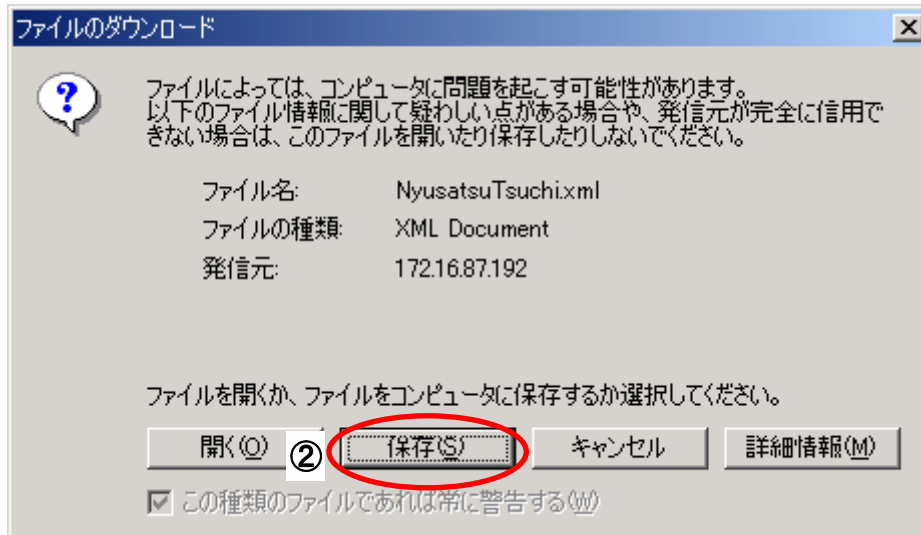 ファイルのダウンロード
ファイルによっては、コンピュータに問題を起こす可能性があります。
以下のファイル情報に関して疑わしい点がある場合や、発信元が完全に信用で
きない場合は、このファイルを開いたり保存したりしないでください。
ファイル名: NyusatsuTsuchi.xml
ファイルの種類: XML Document
発信元: 172.16.87.192
ファイルを開くか、ファイルをコンピュータに保存するか選択してください。
開く(O) ② 保存(S) キャンセル 詳細情報(M)
この種類のファイルであれば常に警告する(W)